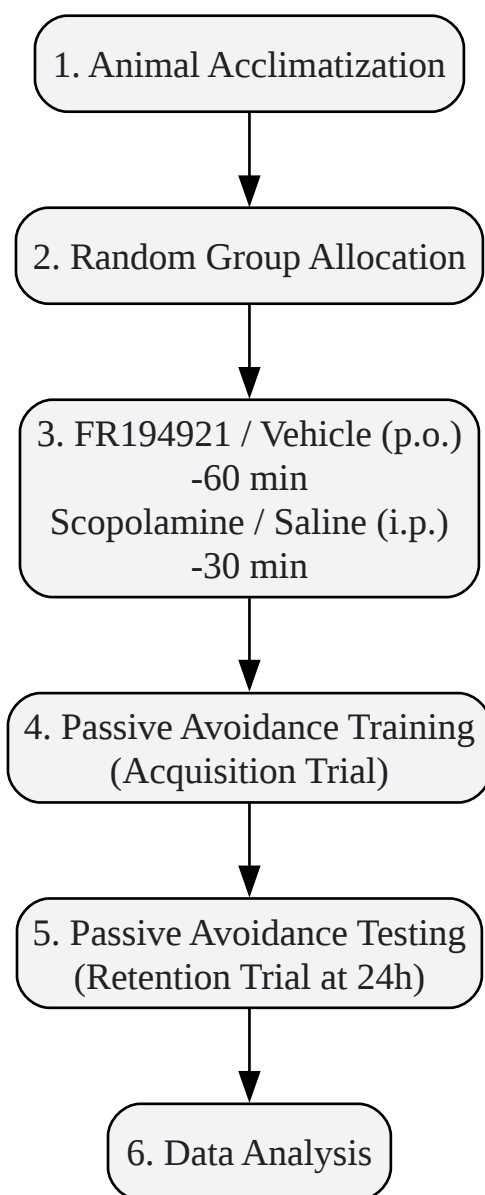 1. Animal Acclimatization
2. Random Group Allocation
3. FR194921 / Vehicle (p.o.)
-60 min
Scopolamine / Saline (i.p.)
-30 min
4. Passive Avoidance Training
(Acquisition Trial)
5. Passive Avoidance Testing
(Retention Trial at 24h)
6. Data Analysis